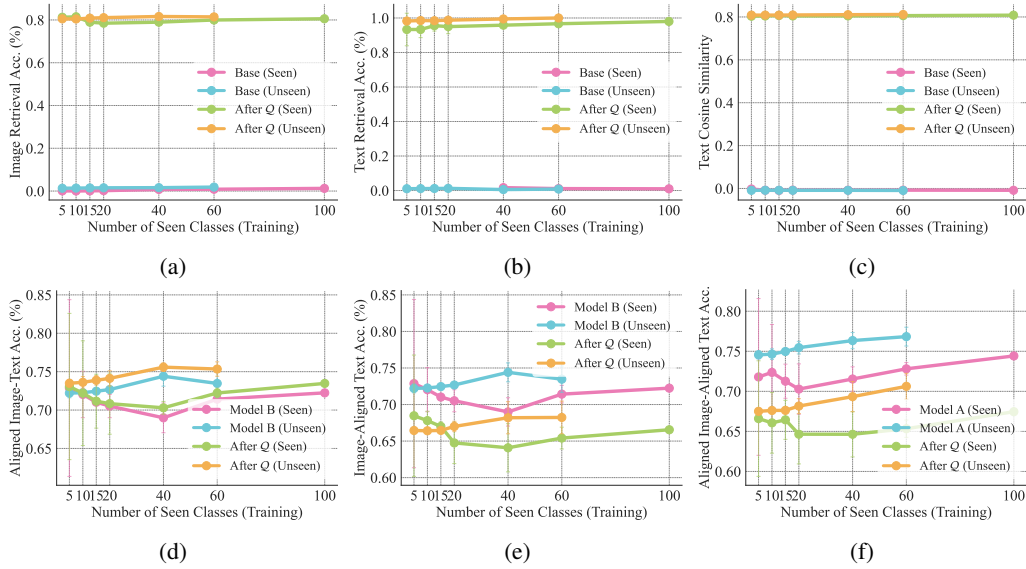 Image Retrieval Acc. (%)
0.8
0.6
0.4
0.2
0.0
Base (Seen)
Base (Unseen)
After Q (Seen)
After Q (Unseen)
5 101520 40 60 100
Number of Seen Classes (Training)
(a)
Text Retrieval Acc. (%)
1.0
0.8
0.6
0.4
0.2
0.0
Base (Seen)
Base (Unseen)
After Q (Seen)
After Q (Unseen)
5 101520 40 60 100
Number of Seen Classes (Training)
(b)
Text Cosine Similarity
0.8
0.6
0.4
0.2
0.0
Base (Seen)
Base (Unseen)
After Q (Seen)
After Q (Unseen)
5 101520 40 60 100
Number of Seen Classes (Training)
(c)
Aligned Image-Text Acc. (%)
0.85
0.80
0.75
0.70
0.65
Model B (Seen)
Model B (Unseen)
After Q (Seen)
After Q (Unseen)
5 101520 40 60 100
Number of Seen Classes (Training)
(d)
Image-Aligned Text Acc. (%)
0.85
0.80
0.75
0.70
0.65
0.60
Model B (Seen)
Model B (Unseen)
After Q (Seen)
After Q (Unseen)
5 101520 40 60 100
Number of Seen Classes (Training)
(e)
Aligned Image-Aligned Text Acc.
0.80
0.75
0.70
0.65
0.60
Model A (Seen)
Model A (Unseen)
After Q (Seen)
After Q (Unseen)
5 101520 40 60 100
Number of Seen Classes (Training)
(f)